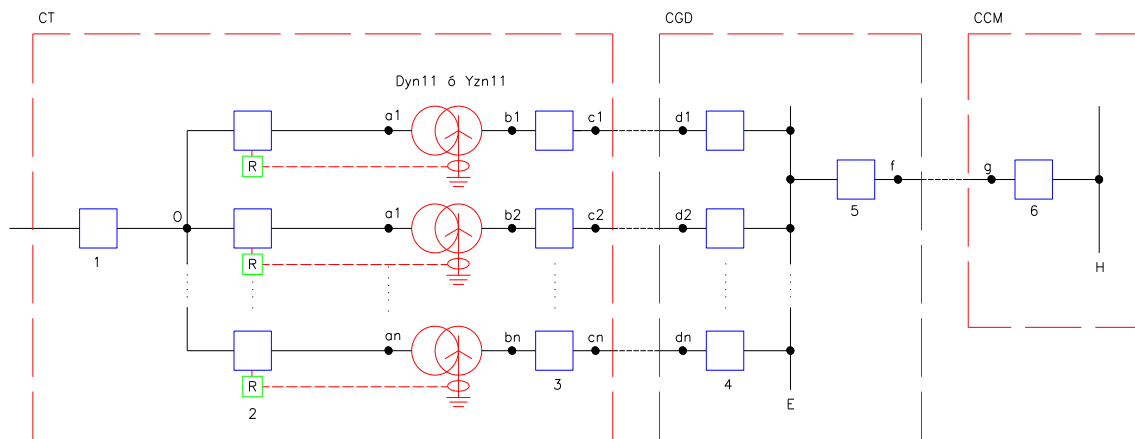 CT
CGD
CCM
Dyn11 ó Yzn11
a1
b1
c1
d1
R
f
g
5
6
O
a1
b2
c2
d2
1
R
H
an
bn
cn
dn
R
2
3
4
E